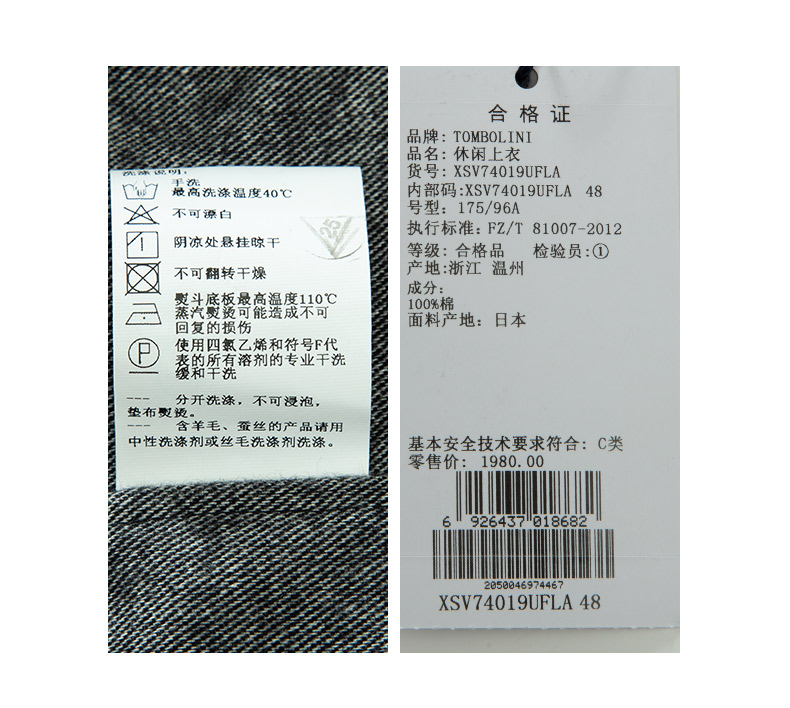 洗涤说明:
手洗
最高洗涤温度40℃
不可漂白
阴凉处悬挂晾干
不可翻转干燥
熨斗底板最高温度110℃
蒸汽熨烫可能造成不可
回复的损伤
P
使用四氯乙烯和符号F代
表的所有溶剂的专业干洗
缓和干洗
--- 分开洗涤，不可浸泡，
垫布熨烫。
--- 含羊毛、蚕丝的产品请用
中性洗涤剂或丝毛洗涤剂洗涤。
合格证
品牌: TOMBOLINI
品名: 休闲上衣
货号: XSV74019UFLA
内部码:XSV74019UFLA 48
号型: 175/96A
执行标准: FZ/T 81007-2012
等级: 合格品 检验员:①
产地:浙江 温州
成分:
100%棉
面料产地: 日本
基本安全技术要求符合: C类
零售价: 1980.00
6 926437 018682
2050046974467
XSV74019UFLA 48